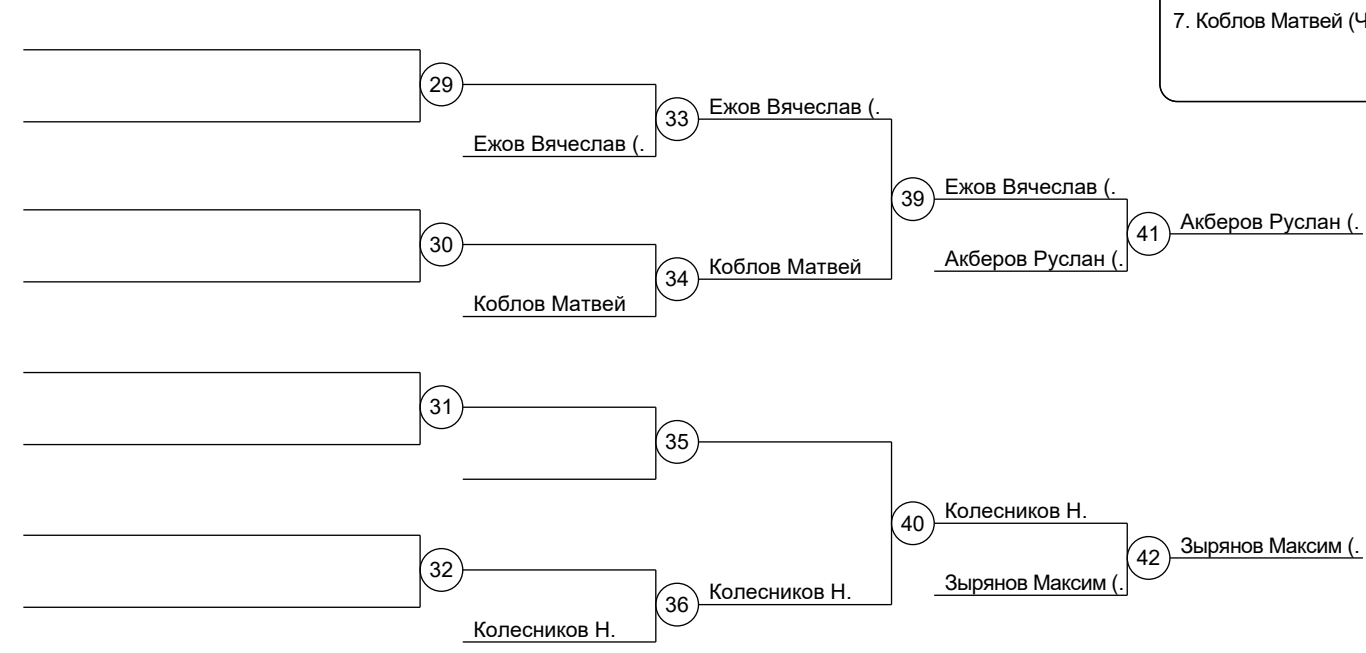 7. Коблов Матвей (Ч
29
33
Ежов Вячеслав (.
Ежов Вячеслав (.
39
Ежов Вячеслав (.
41
Акберов Руслан (.
30
34
Коблов Матвей
Акберов Руслан (.
Коблов Матвей
31
35
40
Колесников Н.
42
Зырянов Максим (.
32
36
Колесников Н.
Зырянов Максим (.
Колесников Н.